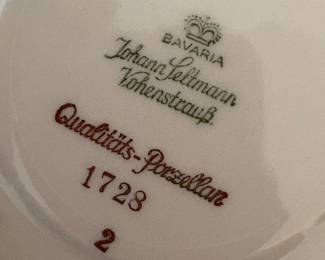 BAVARIA
Johann Seltmann
Vohenstrauß.
Qualitäts-Porzellan
1728
2